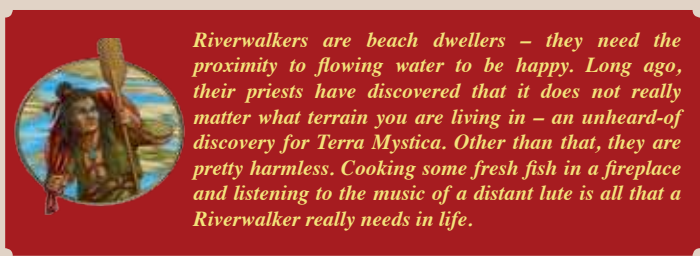 Riverwalkers are beach dwellers – they need the
proximity to flowing water to be happy. Long ago,
their priests have discovered that it does not really
matter what terrain you are living in – an unheard-of
discovery for Terra Mystica. Other than that, they are
pretty harmless. Cooking some fresh fish in a fireplace
and listening to the music of a distant lute is all that a
Riverwalker really needs in life.